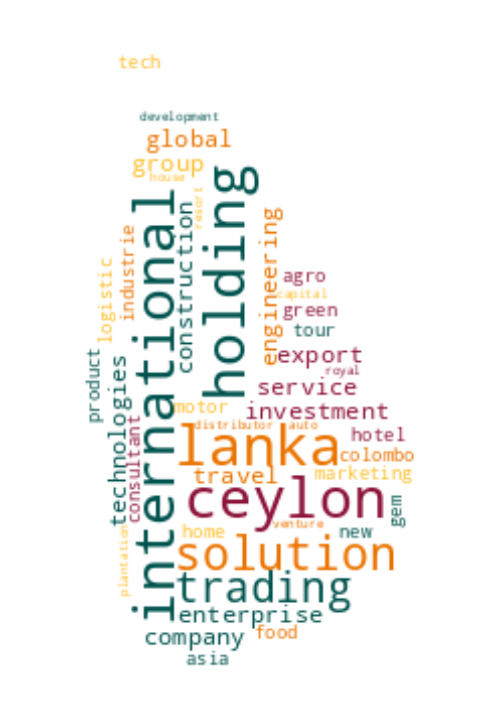 tech
development
global
group
house
resort
holding
international
construction
industrie
logistic
engineering
agro
capital
green
tour
export
royal
product
technologies
service
motor
investment
consultant
distributor
auto
lanka
hotel
colombo
travel
marketing
ceylon
gem
plantation
home
venture
new
solution
trading
enterprise
company
food
asia